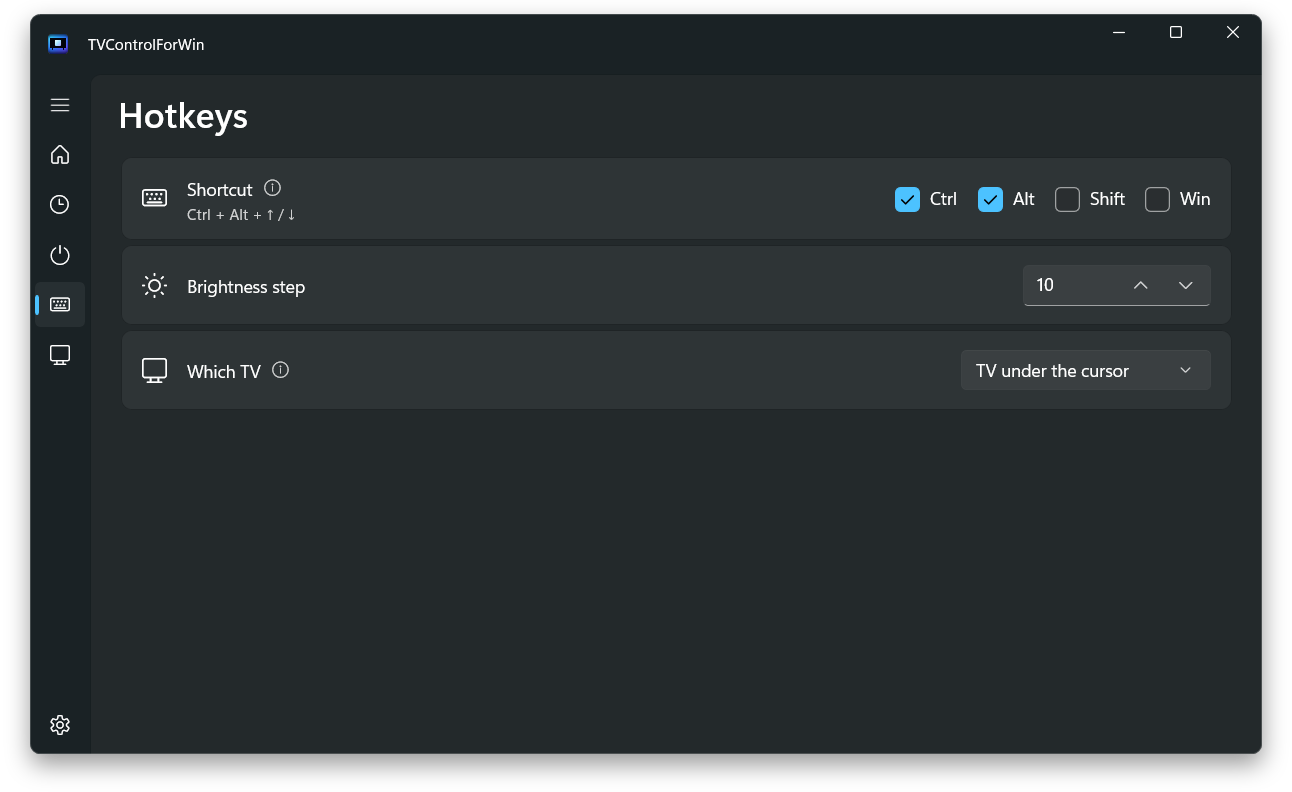 TVControlForWin
Hotkeys
Shortcut
Ctrl + Alt + ↑ / ↓
Ctrl Alt Shift Win
Brightness step
10
Which TV
TV under the cursor